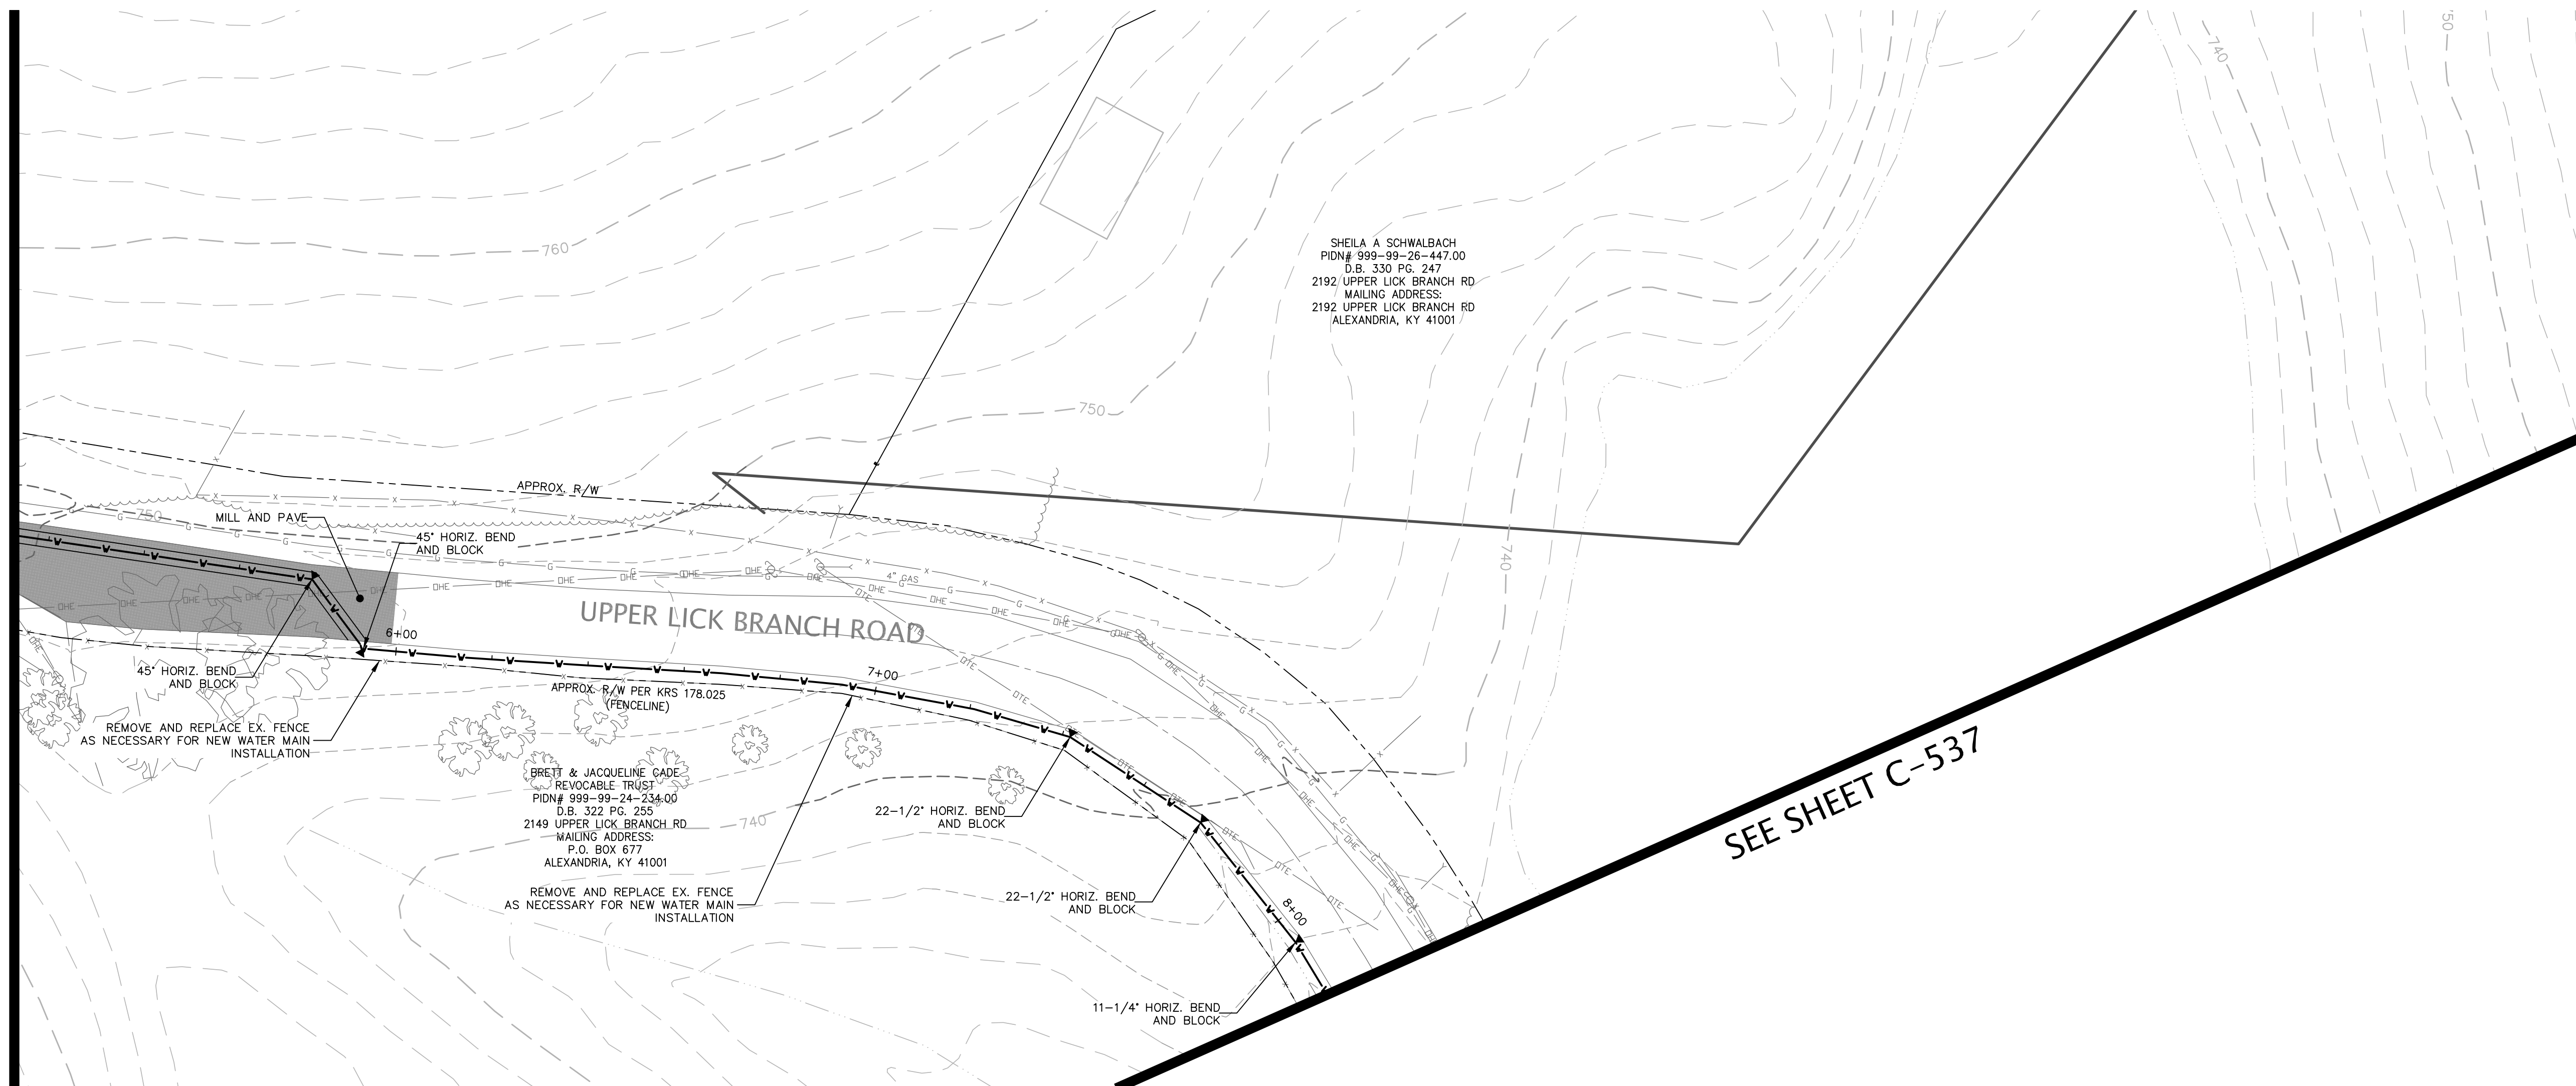 740
50
760
SHEILA A SCHWALBACH
PIDN# 999-99-26-447.00
D.B. 330 PG. 247
2192 UPPER LICK BRANCH RD
MAILING ADDRESS:
2192 UPPER LICK BRANCH RD
ALEXANDRIA, KY 41001
750
APPROX. R/W
750
MILL AND PAVE
45° HORIZ. BEND
AND BLOCK
4" GAS
740
UPPER LICK BRANCH ROAD
6+00
7+00
45° HORIZ. BEND
AND BLOCK
APPROX. R/W PER KRS 178.025
(FENCELINE)
REMOVE AND REPLACE EX. FENCE
AS NECESSARY FOR NEW WATER MAIN
INSTALLATION
BRETT & JACQUELINE CADE
REVOCABLE TRUST
PIDN# 999-99-24-234.00
D.B. 322 PG. 255
2149 UPPER LICK BRANCH RD
MAILING ADDRESS:
P.O. BOX 677
ALEXANDRIA, KY 41001
740
22-1/2° HORIZ. BEND
AND BLOCK
SEE SHEET C-537
REMOVE AND REPLACE EX. FENCE
AS NECESSARY FOR NEW WATER MAIN
INSTALLATION
22-1/2° HORIZ. BEND
AND BLOCK
8+00
11-1/4° HORIZ. BEND
AND BLOCK